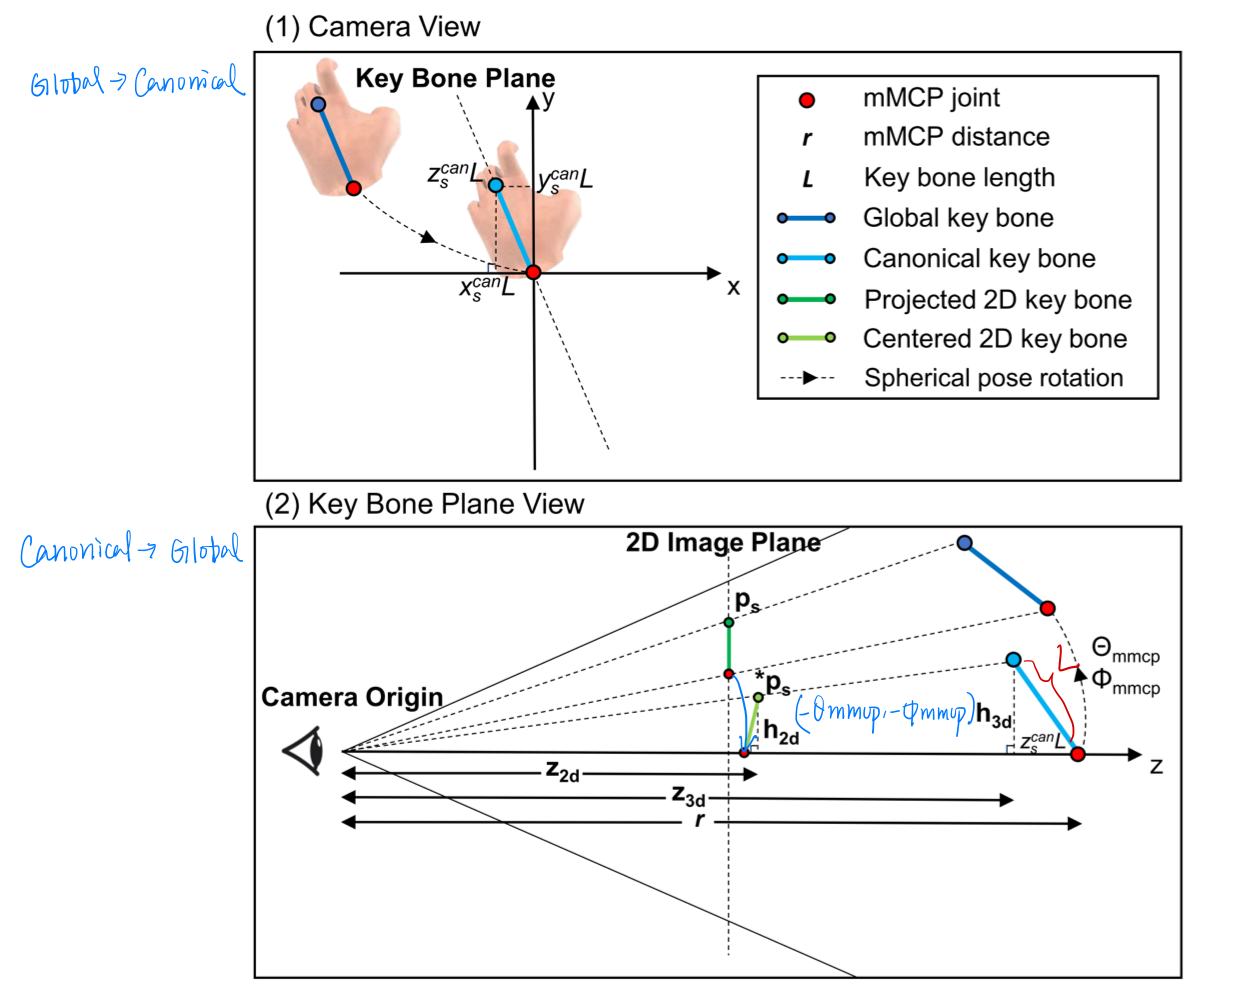 (1) Camera View
Global → Canonical
Key Bone Plane
y
z_s^{can}L
y_s^{can}L
x_s^{can}L
x
mMCP joint
r mMCP distance
L Key bone length
Global key bone
Canonical key bone
Projected 2D key bone
Centered 2D key bone
Spherical pose rotation
(2) Key Bone Plane View
Canonical → Global
2D Image Plane
p_s
Θ_mmcp
Φ_mmcp
L
*p_s
Camera Origin
(-θmmcp, -φmmcp)
h_3d
h_2d
z_s^{can}L
z
z_2d
z_3d
r